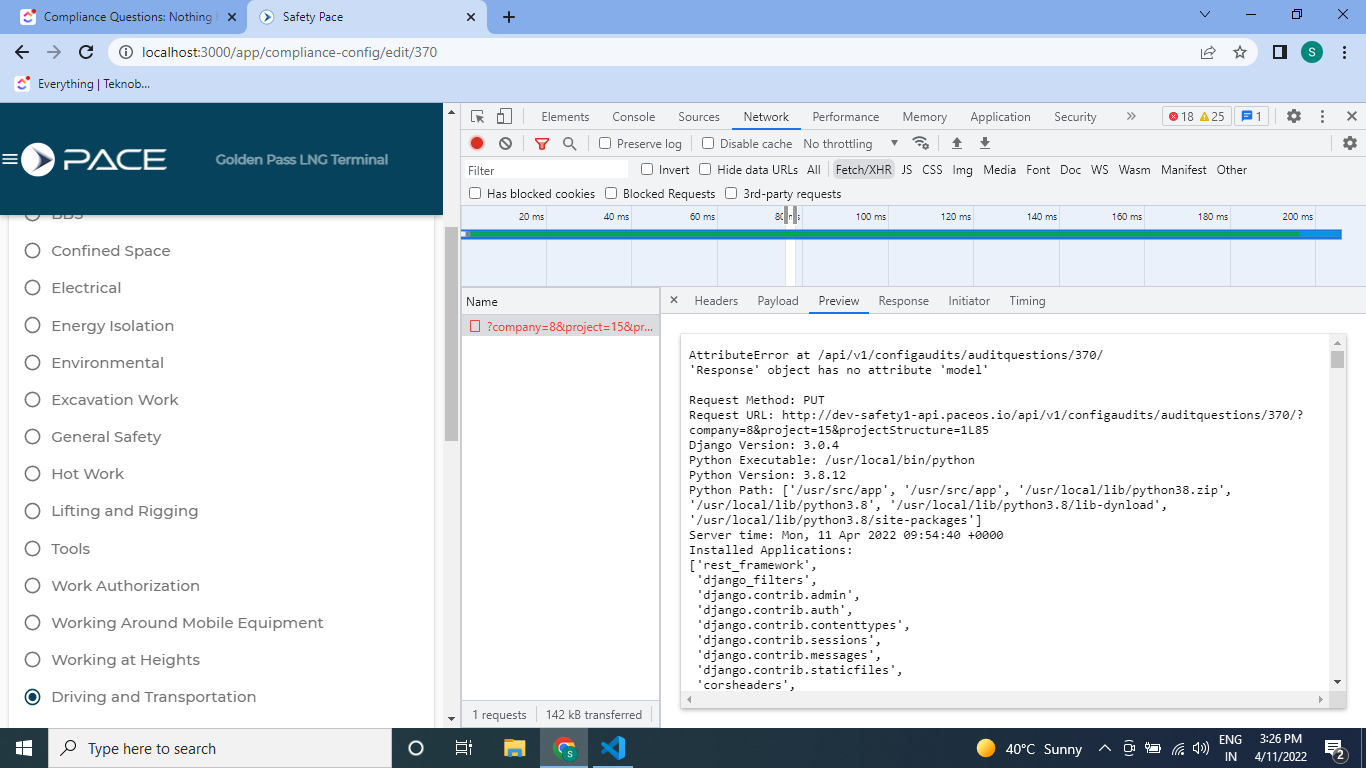 Compliance Questions: Nothing
Safety Pace
localhost:3000/app/compliance-config/edit/370
S
Everything | Teknob...
PACE
Golden Pass LNG Terminal
BBS
Confined Space
Electrical
Energy Isolation
Environmental
Excavation Work
General Safety
Hot Work
Lifting and Rigging
Tools
Work Authorization
Working Around Mobile Equipment
Working at Heights
Driving and Transportation
Elements Console Sources Network Performance Memory Application Security » 18 25 1
Preserve log Disable cache No throttling
Filter Invert Hide data URLs All Fetch/XHR JS CSS Img Media Font Doc WS Wasm Manifest Other
Has blocked cookies Blocked Requests 3rd-party requests
20 ms 40 ms 60 ms 100 ms 120 ms 140 ms 160 ms 180 ms 200 ms
Name
?company=8&project=15&pr...
1 requests 142 kB transferred
Headers Payload Preview Response Initiator Timing
AttributeError at /api/v1/configaudits/auditquestions/370/
'Response' object has no attribute 'model'
Request Method: PUT
Request URL: http://dev-safety1-api.paceos.io/api/v1/configaudits/auditquestions/370/?
company=8&project=15&projectStructure=1L85
Django Version: 3.0.4
Python Executable: /usr/local/bin/python
Python Version: 3.8.12
Python Path: ['/usr/src/app', '/usr/src/app', '/usr/local/lib/python38.zip',
'/usr/local/lib/python3.8', '/usr/local/lib/python3.8/lib-dynload',
'/usr/local/lib/python3.8/site-packages']
Server time: Mon, 11 Apr 2022 09:54:40 +0000
Installed Applications:
['rest_framework',
'django_filters',
'django.contrib.admin',
'django.contrib.auth',
'django.contrib.contenttypes',
'django.contrib.sessions',
'django.contrib.messages',
'django.contrib.staticfiles',
'corsheaders',
Type here to search
S
40°C Sunny
ENG
IN
3:26 PM
4/11/2022
2